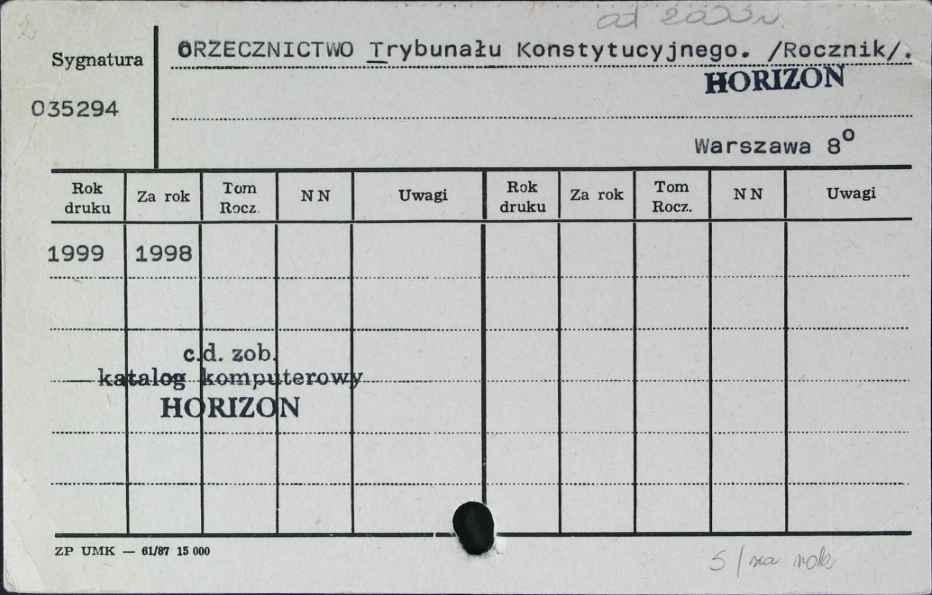 od 2003 r.
Sygnatura
ORZECZNICTWO Trybunału Konstytucyjnego. /Rocznik/.
HORIZON
035294
Warszawa 8°
Rok druku Za rok Tom Rocz. N N Uwagi Rok druku Za rok Tom Rocz. N N Uwagi
1999 1998
c.d. zob.
katalog komputerowy
HORIZON
ZP UMK — 61/87 15 000
5 / za rok